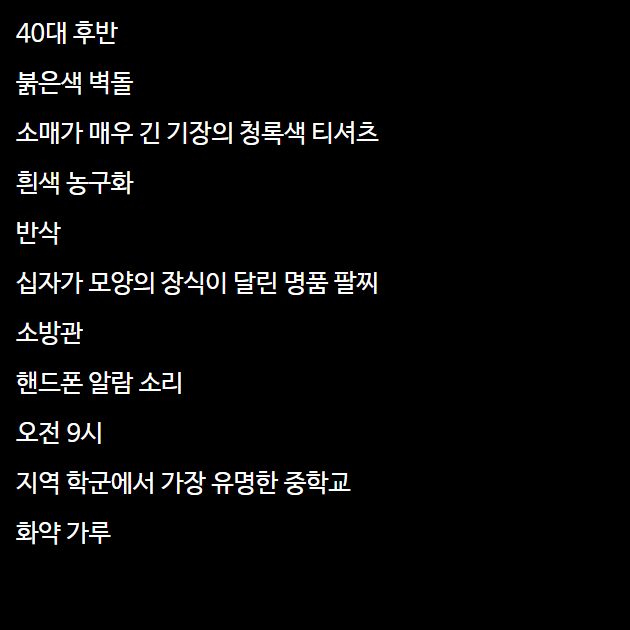 40대 후반
붉은색 벽돌
소매가 매우 긴 기장의 청록색 티셔츠
흰색 농구화
반삭
십자가 모양의 장식이 달린 명품 팔찌
소방관
핸드폰 알람 소리
오전 9시
지역 학군에서 가장 유명한 중학교
화약 가루